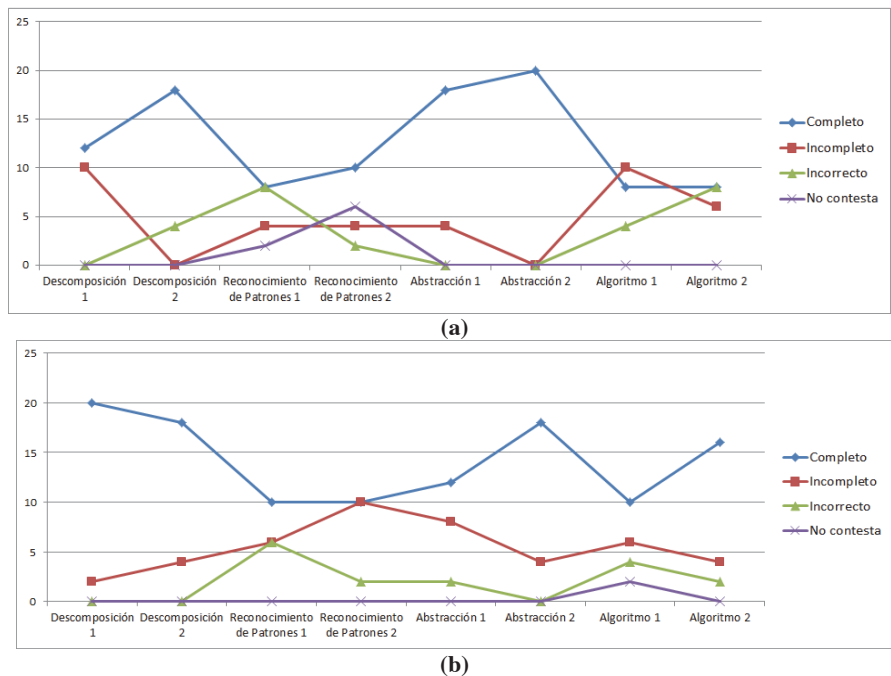 25
20
15
10
5
0
Descomposición Descomposición Reconocimiento Reconocimiento Abstracción 1 Abstracción 2 Algoritmo 1 Algoritmo 2
1 2 de Patrones 1 de Patrones 2
Completo
Incompleto
Incorrecto
No contesta
(a)
25
20
15
10
5
0
Descomposición Descomposición Reconocimiento Reconocimiento Abstracción 1 Abstracción 2 Algoritmo 1 Algoritmo 2
1 2 de Patrones 1 de Patrones 2
Completo
Incompleto
Incorrecto
No contesta
(b)